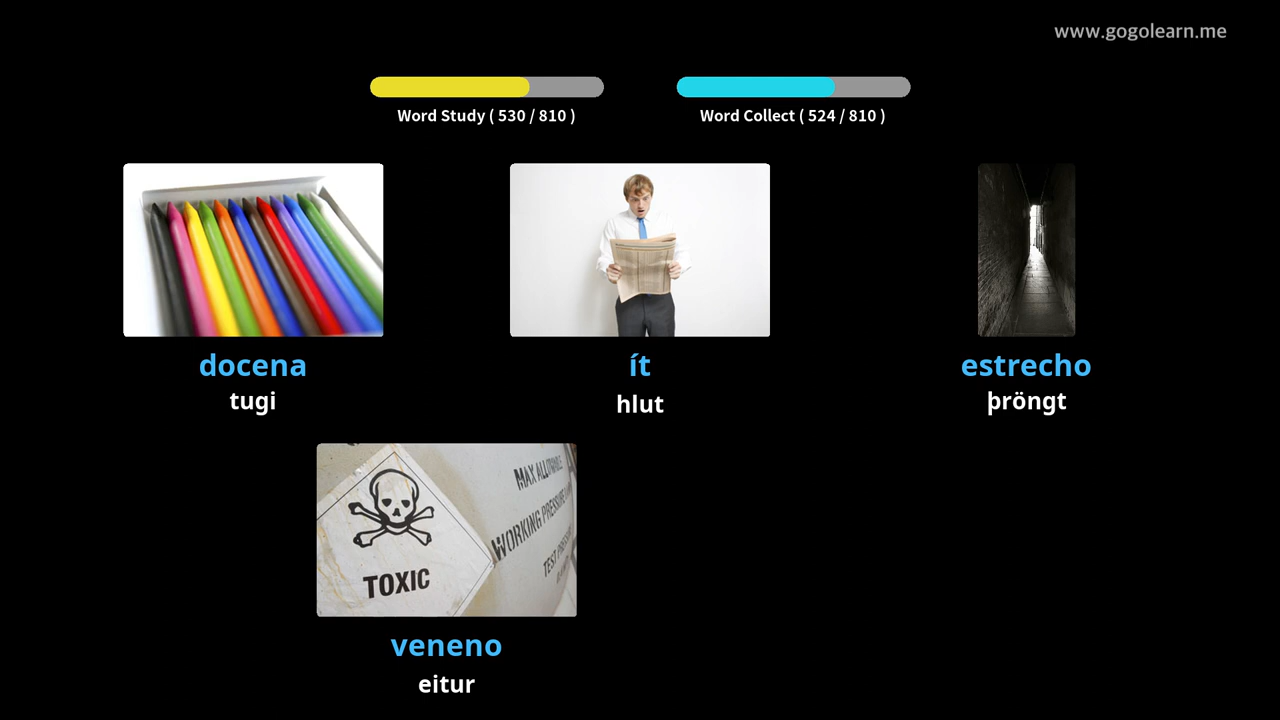 www.gogolearn.me
Word Study ( 530 / 810 )
Word Collect ( 524 / 810 )
docena
tugi
ít
hlut
estrecho
þröngt
MAX ALLOWABLE
WORKING PRESSURE
TEST PRESSURE
TOXIC
veneno
eitur